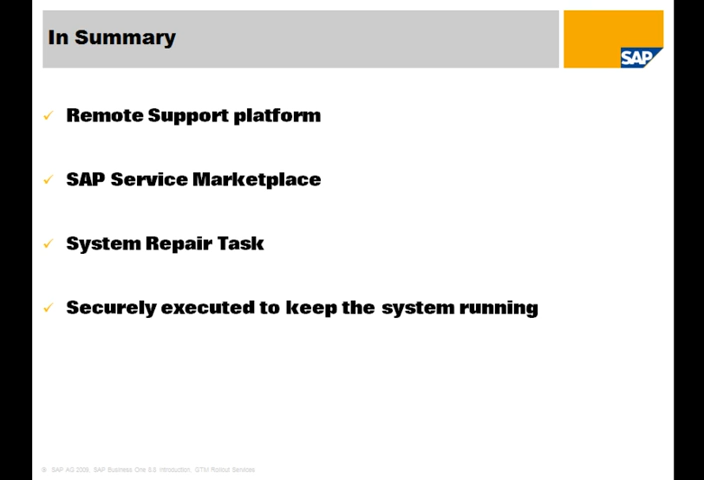 In Summary
SAP
✓ Remote Support platform
✓ SAP Service Marketplace
✓ System Repair Task
✓ Securely executed to keep the system running
© SAP AG 2008, SAP Business One 8.8 Introduction, GTM Rollout Services